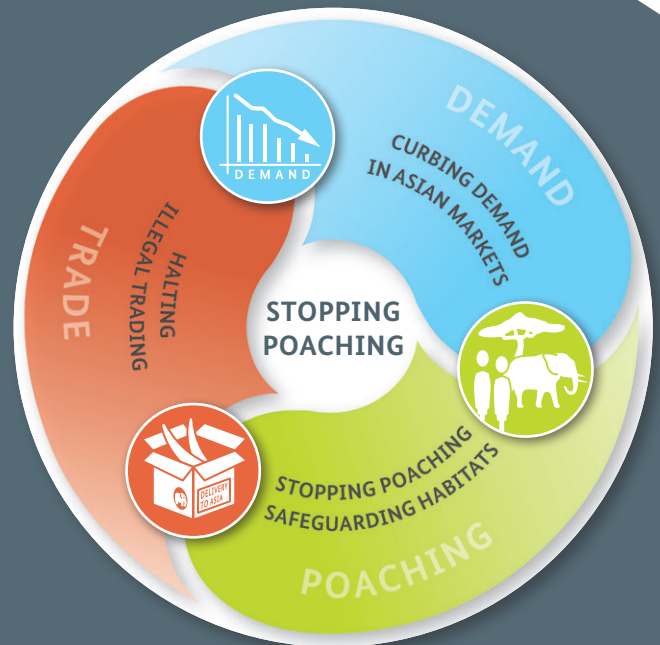 DEMAND
CURBING DEMAND
IN ASIAN MARKETS
DEMAND
TRADE
HALTING
ILLEGAL TRADING
STOPPING
POACHING
STOPPING POACHING
SAFEGUARDING HABITATS
POACHING
DELIVERY
TO ASIA